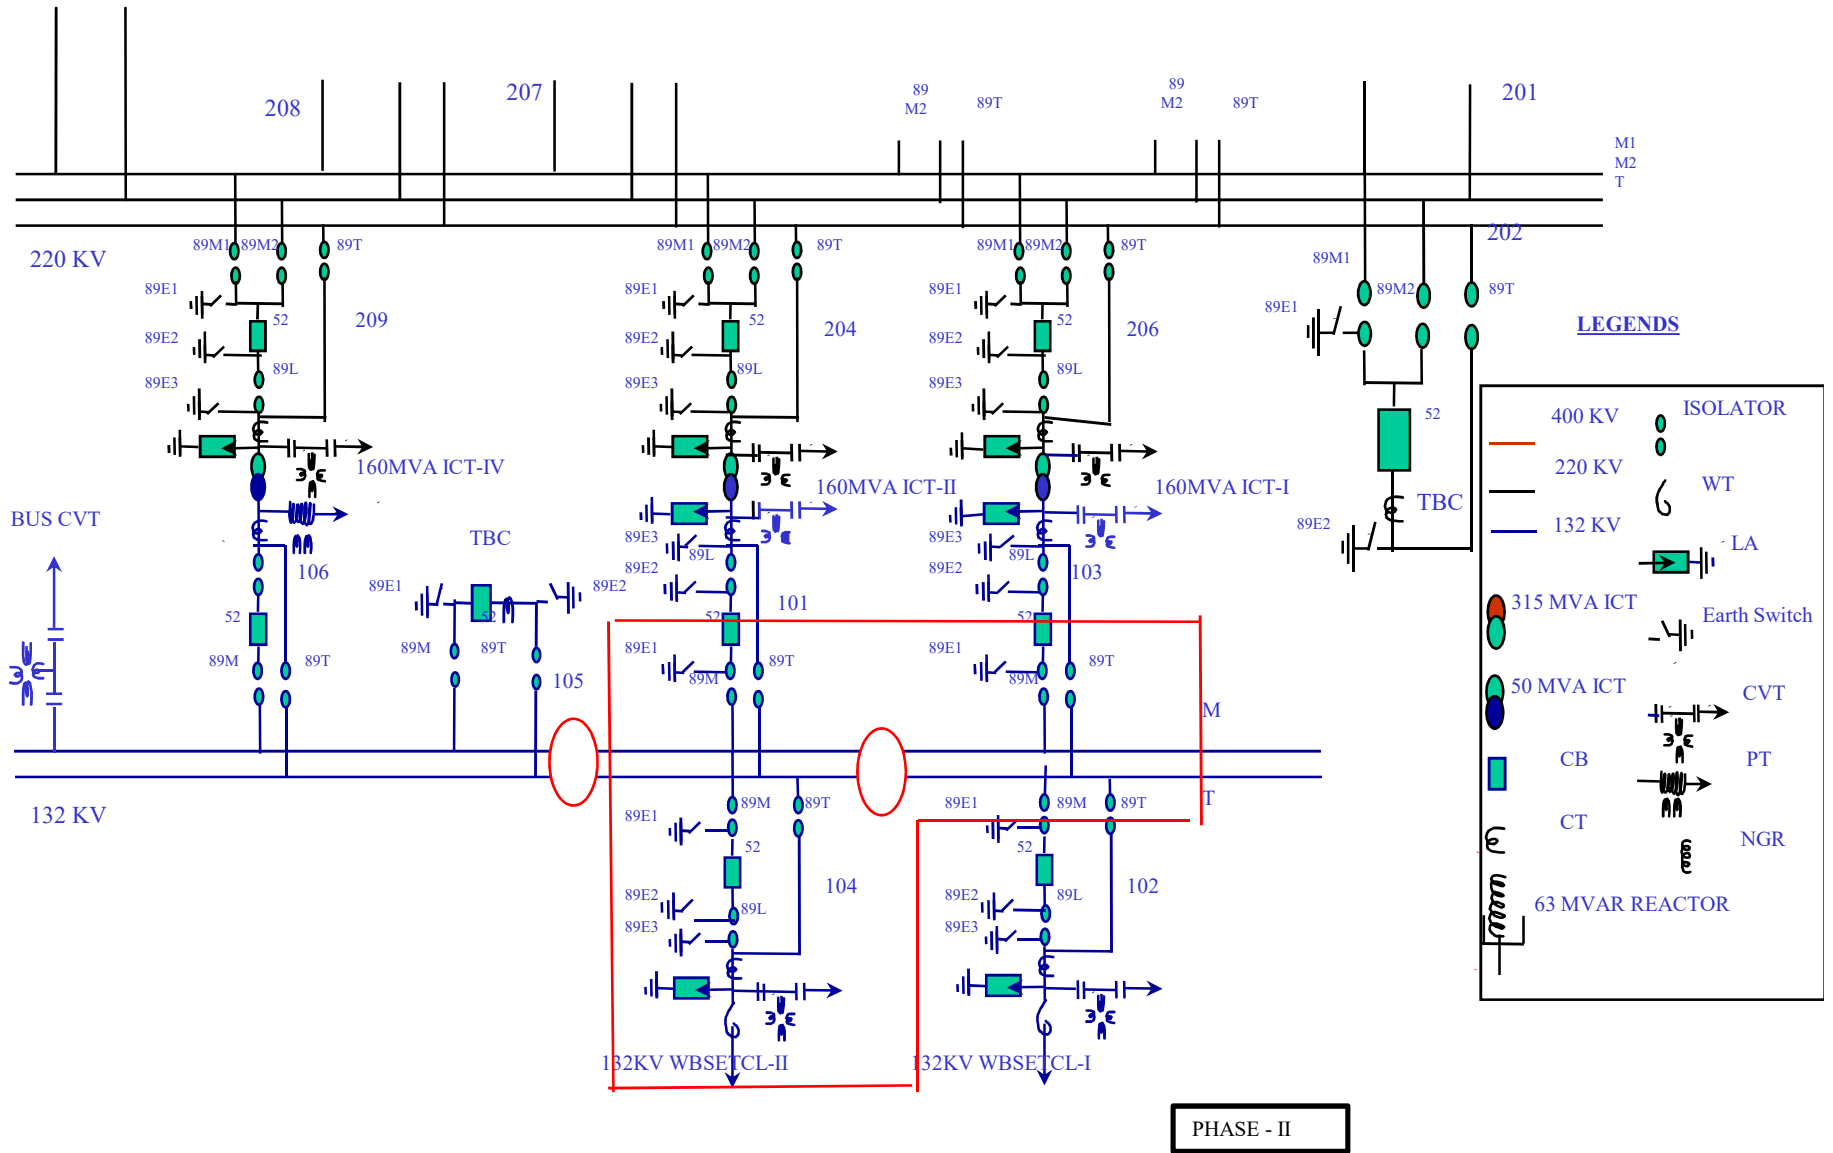 208
207
89
M2
89T
89
M2
89T
201
M1
M2
T
220 KV
89M1
89M2
89T
89M1
89M2
89T
89M1
89M2
89T
202
89M1
89M2
89T
89E1
89E1
89E1
89E1
52
209
52
204
52
206
89E2
89E2
89E2
89L
89L
89L
89E3
89E3
89E3
52
TBC
89E2
160MVA ICT-IV
160MVA ICT-II
160MVA ICT-I
BUS CVT
TBC
89E3
89L
89E3
89L
106
89E1
52
89E2
89E2
101
89E2
103
52
52
52
89M
89T
89M
89T
105
89E1
89M
89T
89E1
89M
89T
M
T
132 KV
89E1
89M
89T
89E1
89M
89T
52
52
104
102
89E2
89L
89E2
89L
89E3
89E3
132KV WBSETCL-II
132KV WBSETCL-I
LEGENDS
400 KV
ISOLATOR
220 KV
WT
132 KV
LA
315 MVA ICT
Earth Switch
50 MVA ICT
CVT
CB
PT
CT
NGR
63 MVAR REACTOR
PHASE - II